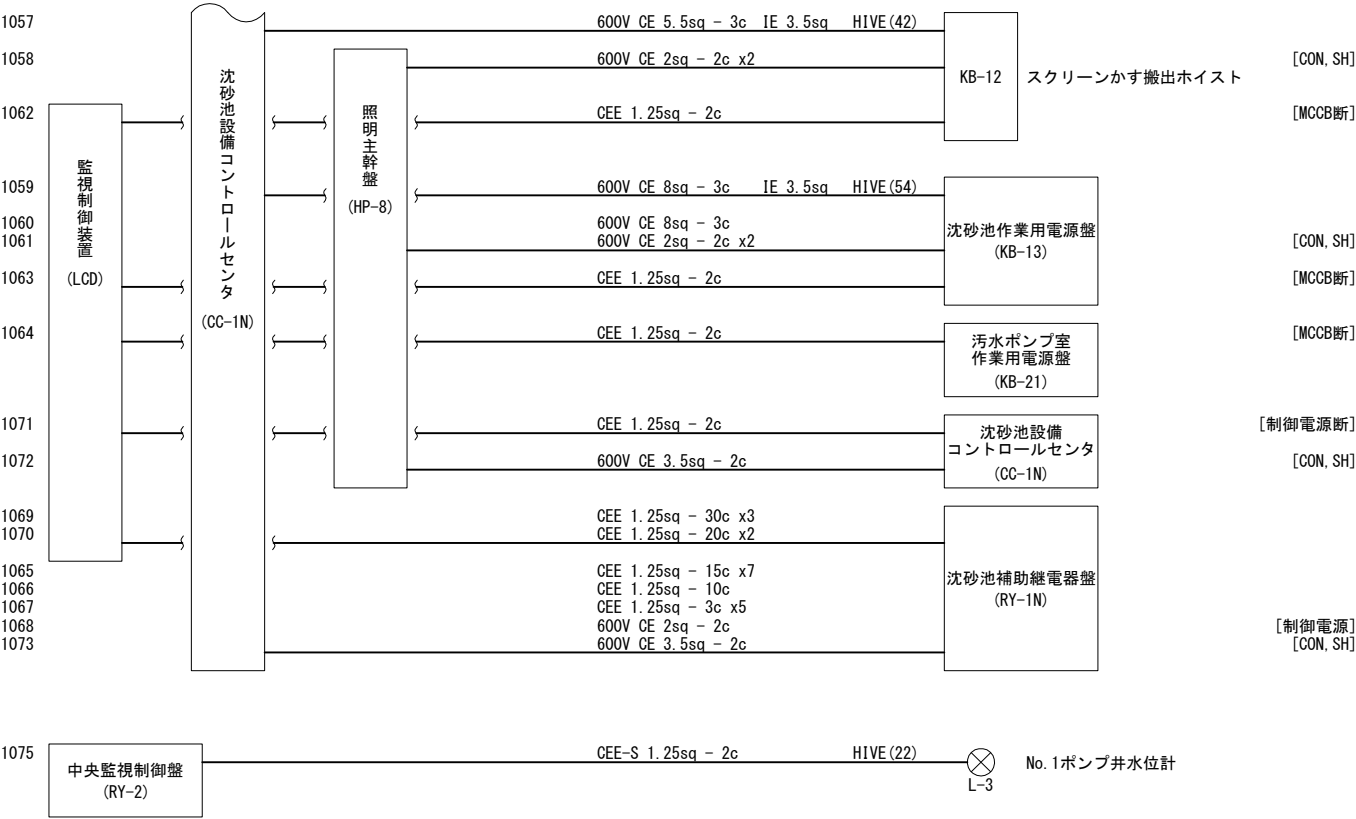 1057 600V CE 5.5sq - 3c IE 3.5sq HIVE(42)
1058 600V CE 2sq - 2c x2 [CON,SH]
KB-12 スクリーンかす搬出ホイスト
1062 CEE 1.25sq - 2c [MCCB断]
監視制御装置
(LCD)
沈砂池設備コントロールセンタ
(CC-1N)
照明主幹盤
(HP-8)
1059 600V CE 8sq - 3c IE 3.5sq HIVE(54)
1060 600V CE 8sq - 3c
1061 600V CE 2sq - 2c x2 [CON,SH]
沈砂池作業用電源盤
(KB-13)
1063 CEE 1.25sq - 2c [MCCB断]
1064 CEE 1.25sq - 2c [MCCB断]
汚水ポンプ室
作業用電源盤
(KB-21)
1071 CEE 1.25sq - 2c [制御電源断]
沈砂池設備
コントロールセンタ
(CC-1N)
1072 600V CE 3.5sq - 2c [CON,SH]
1069 CEE 1.25sq - 30c x3
1070 CEE 1.25sq - 20c x2
1065 CEE 1.25sq - 15c x7
沈砂池補助継電器盤
(RY-1N)
1066 CEE 1.25sq - 10c
1067 CEE 1.25sq - 3c x5
1068 600V CE 2sq - 2c [制御電源]
1073 600V CE 3.5sq - 2c [CON,SH]
1075 CEE-S 1.25sq - 2c HIVE(22)
中央監視制御盤
(RY-2)
No.1ポンプ井水位計
L-3